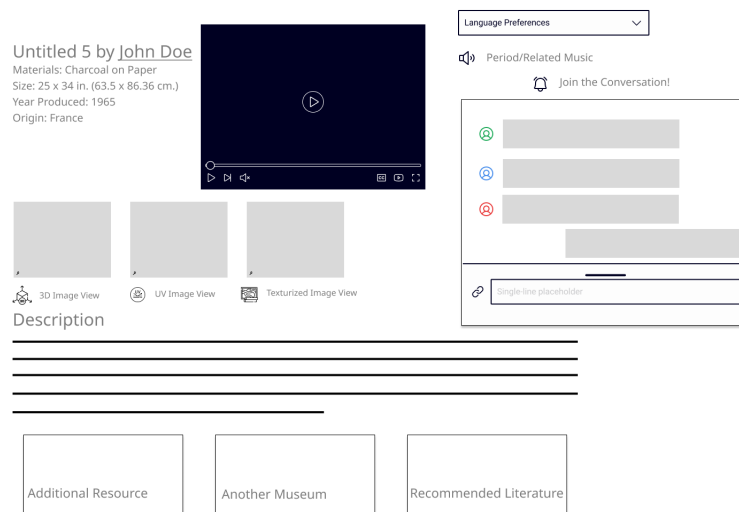 Untitled 5 by John Doe
Materials: Charcoal on Paper
Size: 25 x 34 in. (63.5 x 86.36 cm.)
Year Produced: 1965
Origin: France
CC
Language Preferences
Period/Related Music
Join the Conversation!
Single-line placeholder
3D Image View
UV Image View
Texturized Image View
Description
Additional Resource
Another Museum
Recommended Literature